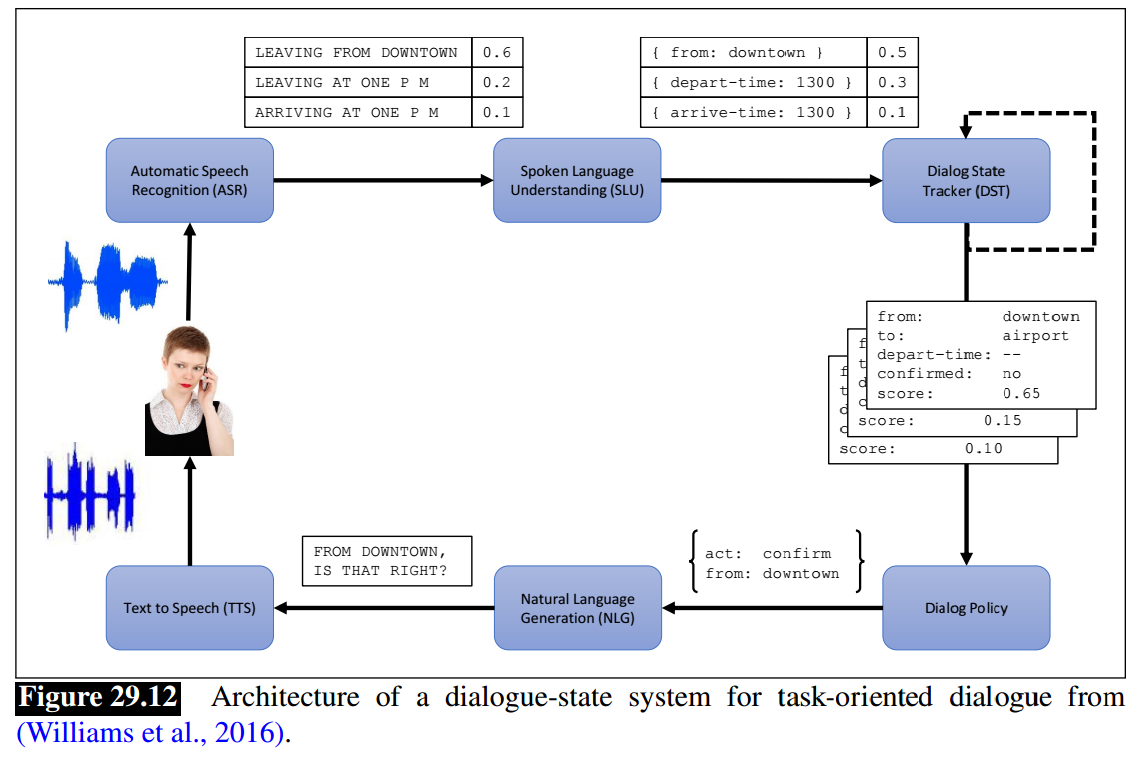 LEAVING FROM DOWNTOWN 0.6
LEAVING AT ONE P M 0.2
ARRIVING AT ONE P M 0.1
{ from: downtown } 0.5
{ depart-time: 1300 } 0.3
{ arrive-time: 1300 } 0.1
Automatic Speech
Recognition (ASR)
Spoken Language
Understanding (SLU)
Dialog State
Tracker (DST)
from: downtown
to: airport
depart-time: --
confirmed: no
score: 0.65
f
t
d
c
score: 0.15
f
t
d
c
score: 0.10
act: confirm
from: downtown
FROM DOWNTOWN,
IS THAT RIGHT?
Text to Speech (TTS)
Natural Language
Generation (NLG)
Dialog Policy
Figure 29.12 Architecture of a dialogue-state system for task-oriented dialogue from
(Williams et al., 2016).